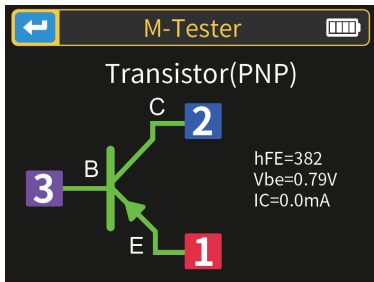 M-Tester
Transistor(PNP)
C
2
B
3
hFE=382
Vbe=0.79V
IC=0.0mA
E
1